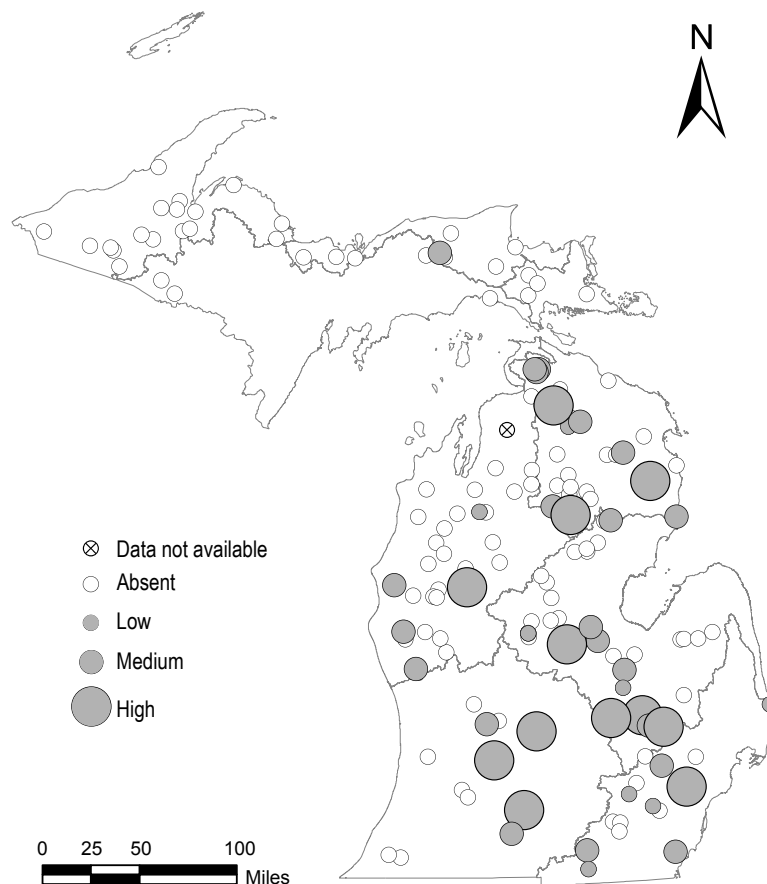 N
Data not available
Absent
Low
Medium
High
0 25 50 100
Miles